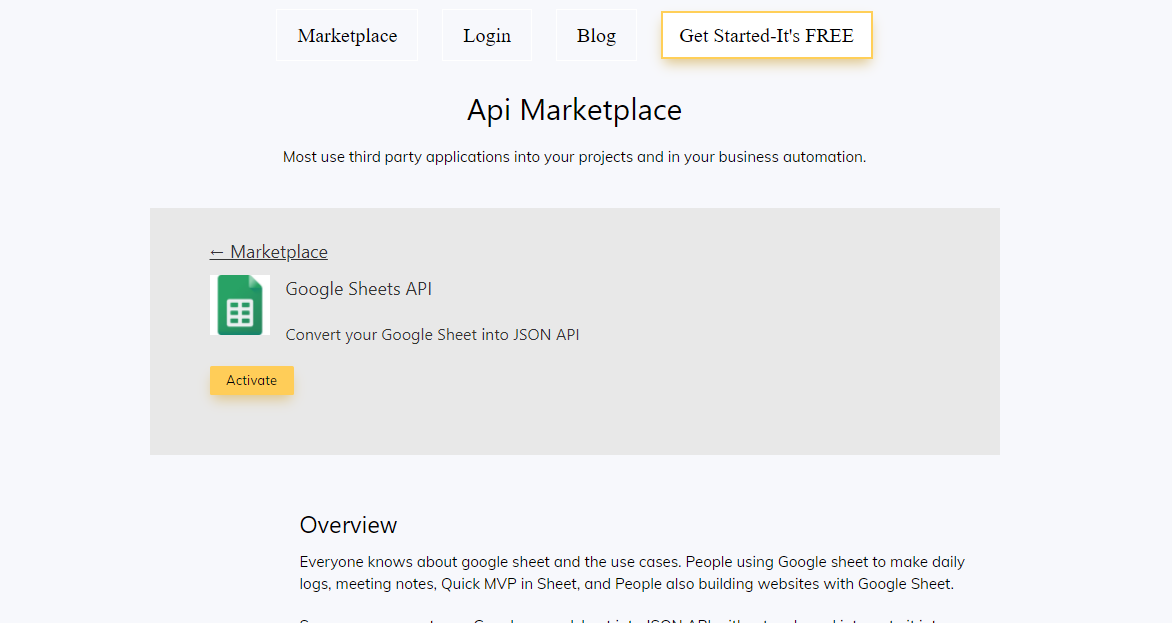 Marketplace
Login
Blog
Get Started-It's FREE
Api Marketplace
Most use third party applications into your projects and in your business automation.
← Marketplace
Google Sheets API
Convert your Google Sheet into JSON API
Activate
Overview
Everyone knows about google sheet and the use cases. People using Google sheet to make daily
logs, meeting notes, Quick MVP in Sheet, and People also building websites with Google Sheet.